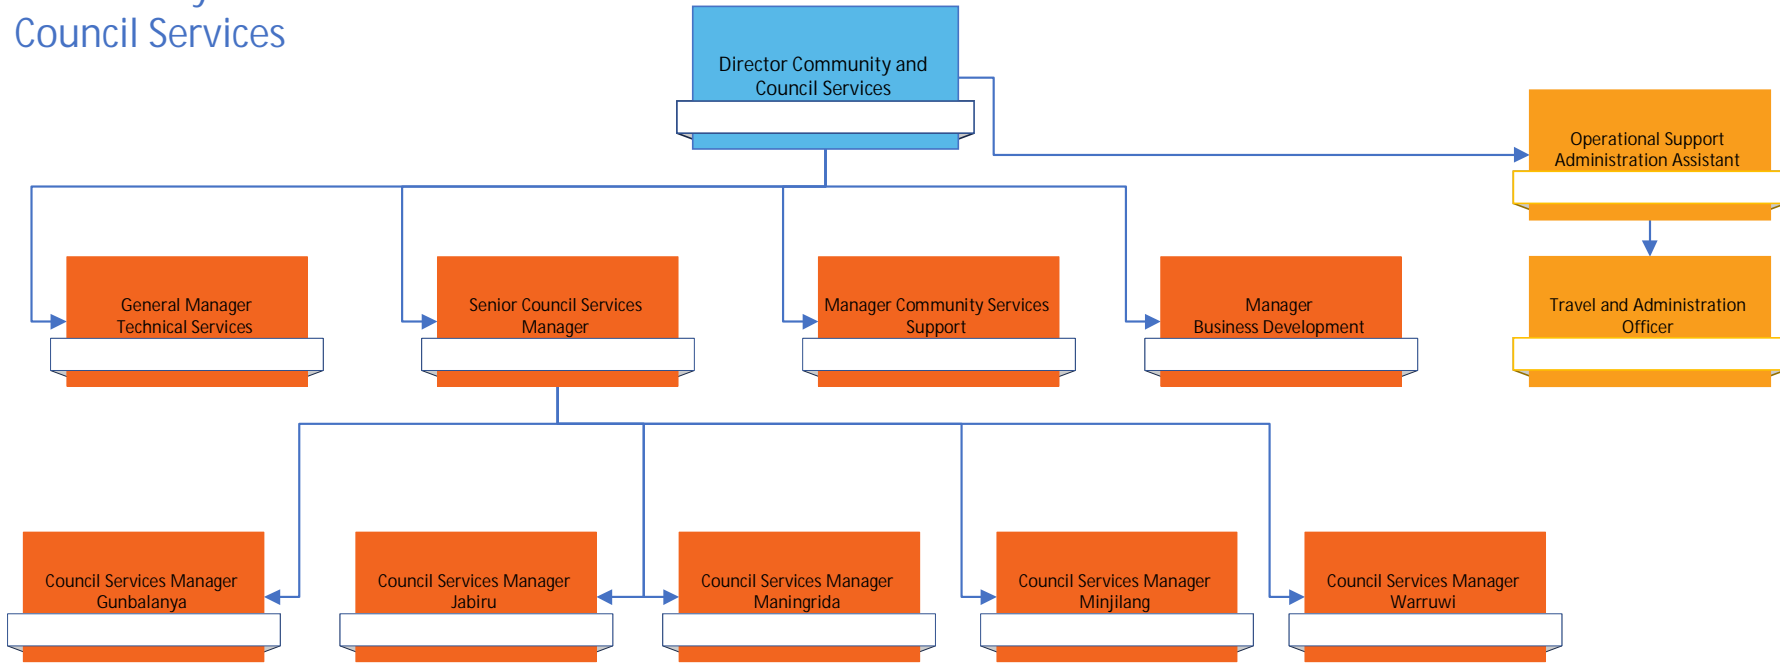 Council Services
Director Community and
Council Services
Operational Support
Administration Assistant
General Manager
Technical Services
Senior Council Services
Manager
Manager Community Services
Support
Manager
Business Development
Travel and Administration
Officer
Council Services Manager
Gunbalanya
Council Services Manager
Jabiru
Council Services Manager
Maningrida
Council Services Manager
Minjilang
Council Services Manager
Warruwi